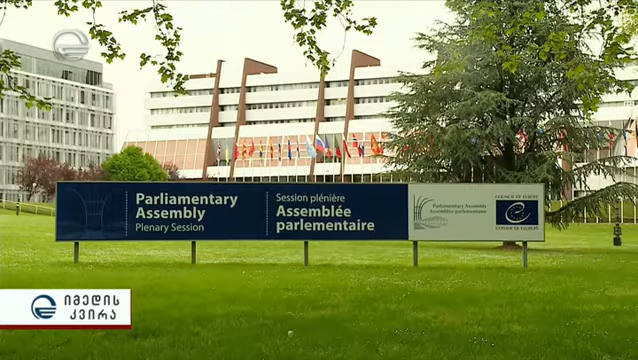 Parliamentary
Assembly
Plenary Session
Session plénière
Assemblée
parlementaire
Parliamentary Assembly
Assemblée parlementaire
COUNCIL OF EUROPE
CONSEIL DE L'EUROPE
იმედის
კვირა